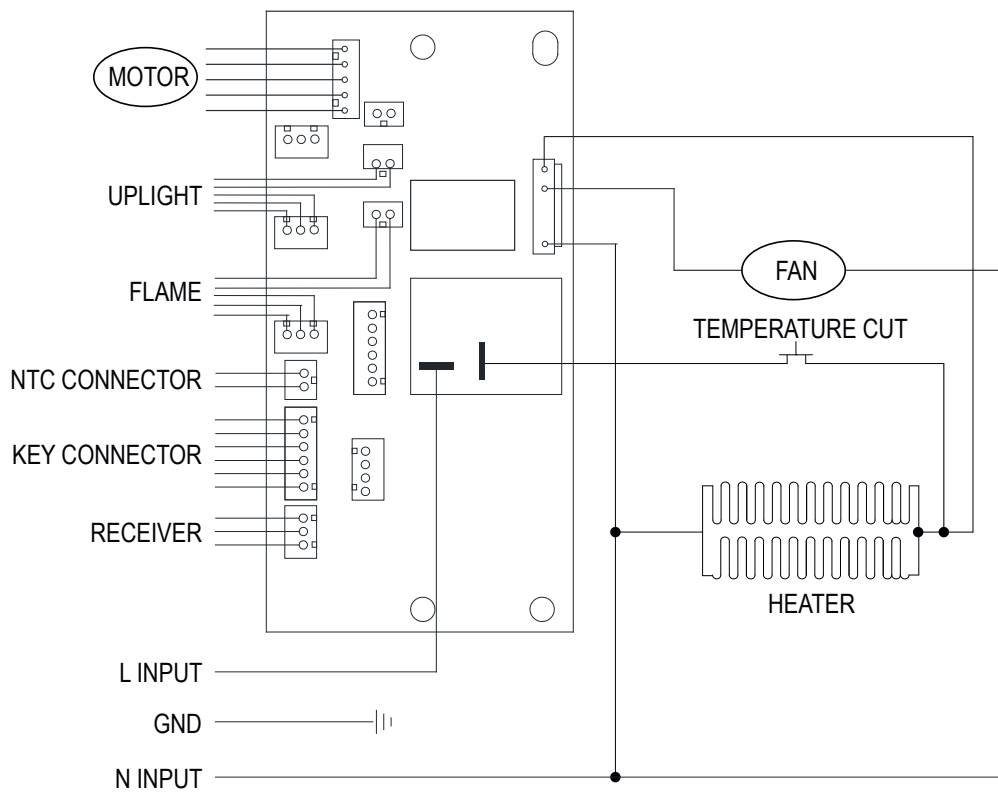 MOTOR
UPLIGHT
FAN
FLAME
TEMPERATURE CUT
NTC CONNECTOR
KEY CONNECTOR
RECEIVER
HEATER
L INPUT
GND
N INPUT